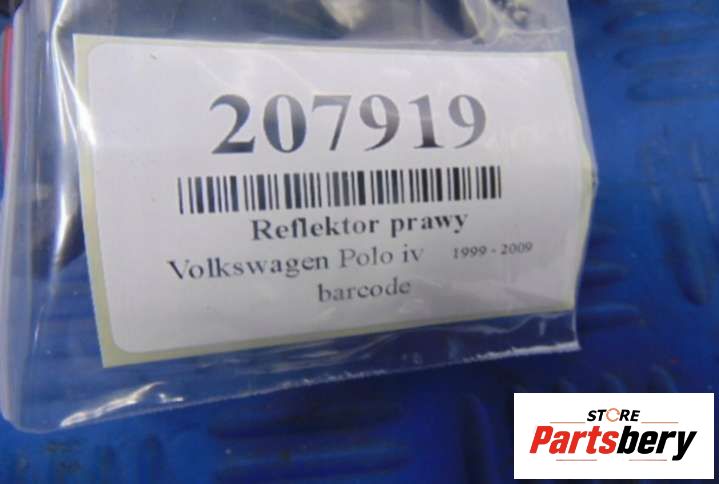 207919
Reflektor prawy
Volkswagen Polo iv 1999 - 2009
barcode
STORE
Partsbery